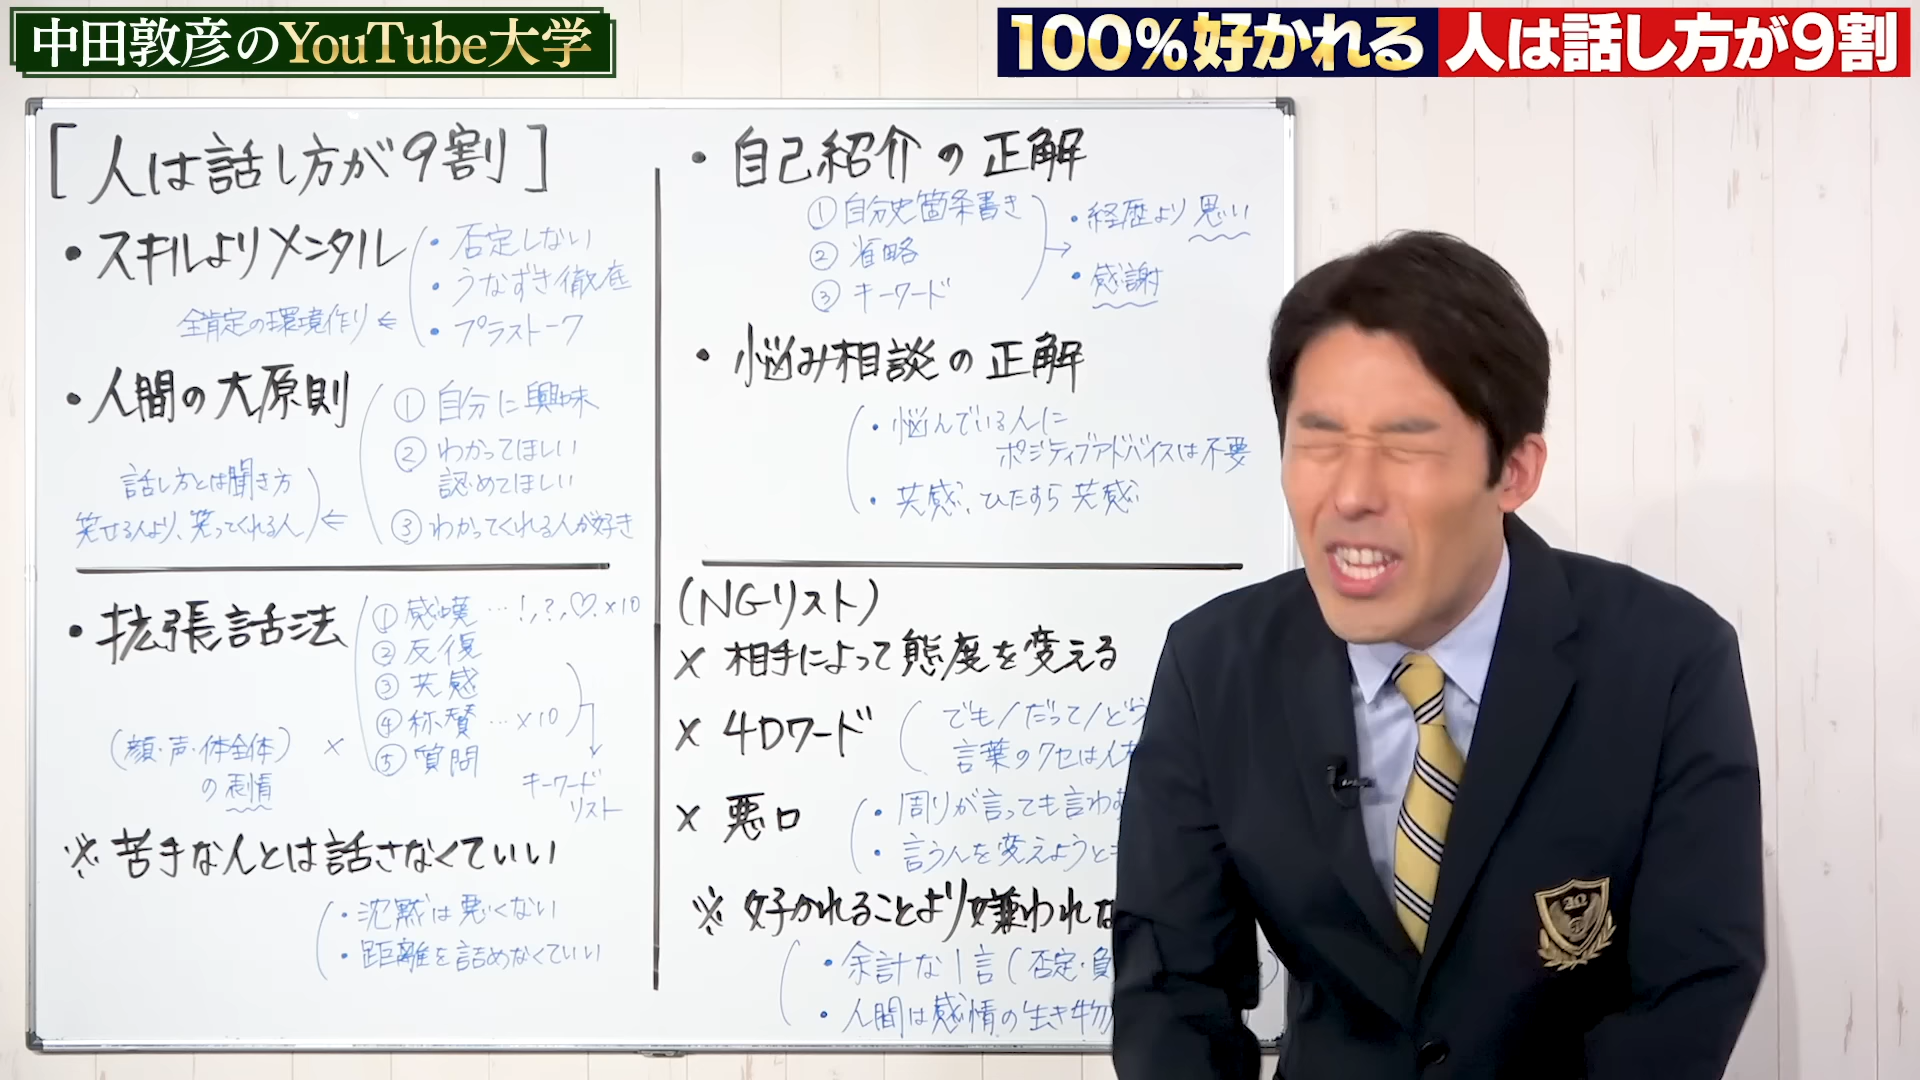 中田敦彦のYouTube大学
100%好かれる 人は話し方が9割
[人は話し方が9割]
・スキルよりメンタル
・否定しない
・うなずき徹底
・プラストーク
全肯定の環境作り ⇐
・人間の大原則
① 自分に興味
② わかってほしい
認めてほしい
③ わかってくれる人が好き
話し方とは聞き方
笑せる人より、笑ってくれる人 ⇐
・拡張話法
① 感嘆 … !, ?, ♡. ×10
② 反復
③ 共感
④ 称賛 … ×10
⑤ 質問
キーワード
リスト
(顔・声・体全体) ×
の表情
※ 苦手な人とは話さなくていい
・沈黙は悪くない
・距離を詰めなくていい
・自己紹介の正解
① 自分史箇条書き
② 省略
③ キーワード
・経歴より思い
・感謝
・悩み相談の正解
・悩んでいる人に
ポジティブアドバイスは不要
・共感、ひたすら共感
(NGリスト)
× 相手によって態度を変える
× 4Dワード
でも/だって/どう
言葉のクセは
× 悪口
・周りが言っても言わ
・言う人を変えようと
※ 好かれることより嫌われな
・余計な1言(否定・負
・人間は感情の生き物